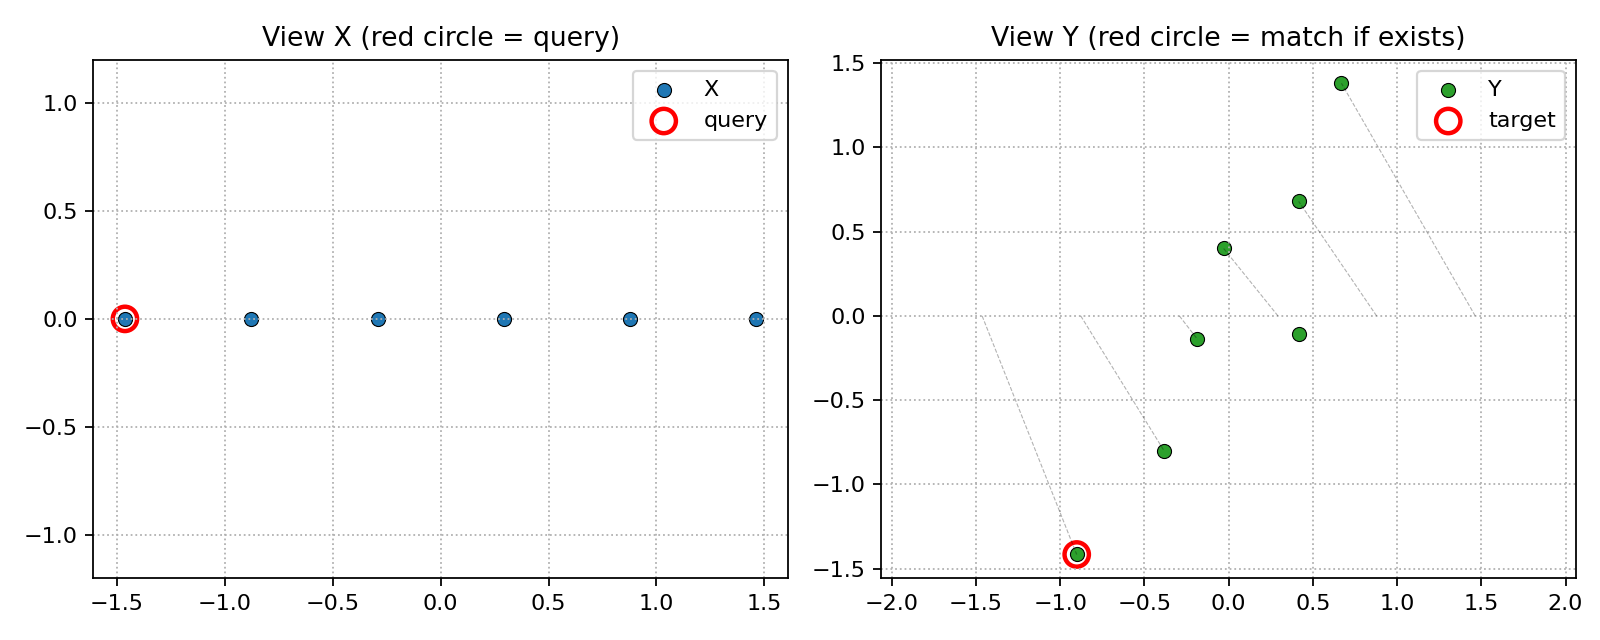 View X (red circle = query)
X
query
1.0
0.5
0.0
−0.5
−1.0
−1.5 −1.0 −0.5 0.0 0.5 1.0 1.5
View Y (red circle = match if exists)
Y
target
1.5
1.0
0.5
0.0
−0.5
−1.0
−1.5
−2.0 −1.5 −1.0 −0.5 0.0 0.5 1.0 1.5 2.0